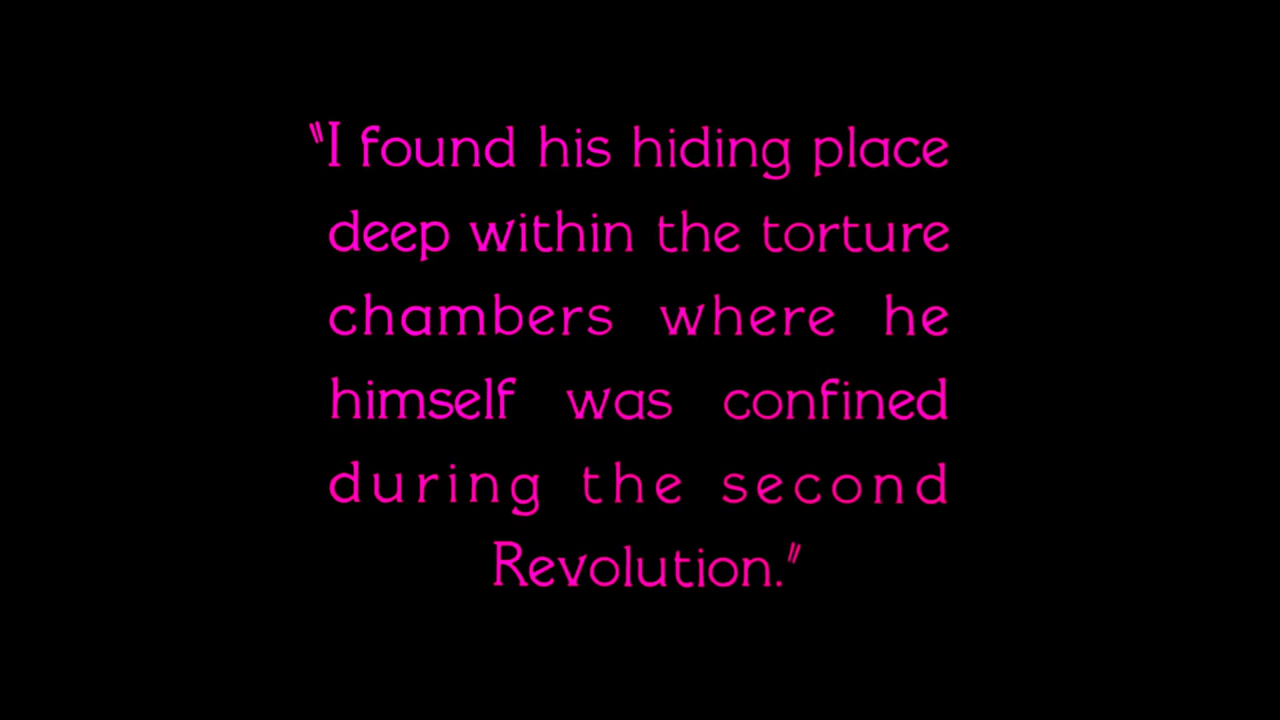 "I found his hiding place
deep within the torture
chambers where he
himself was confined
during the second
Revolution."